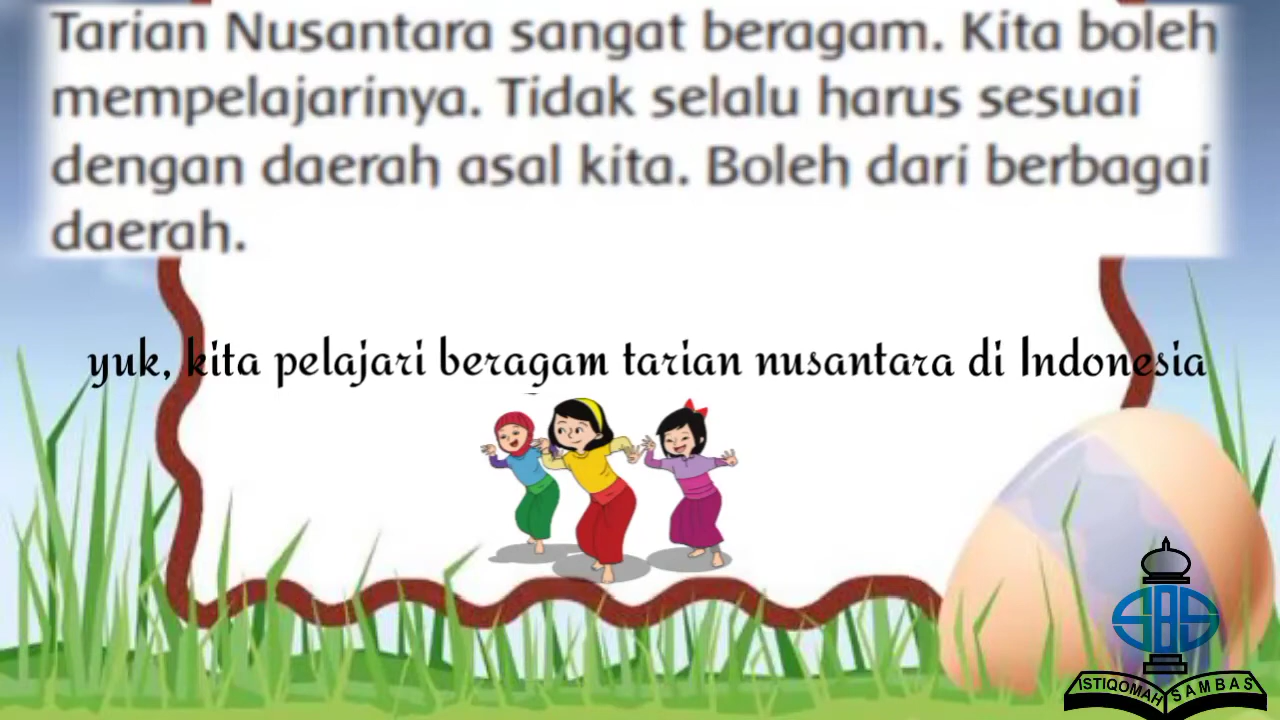 Tarian Nusantara sangat beragam. Kita boleh
mempelajarinya. Tidak selalu harus sesuai
dengan daerah asal kita. Boleh dari berbagai
daerah.
yuk, kita pelajari beragam tarian nusantara di Indonesia
SBS
ISTIQOMAH SAMBAS